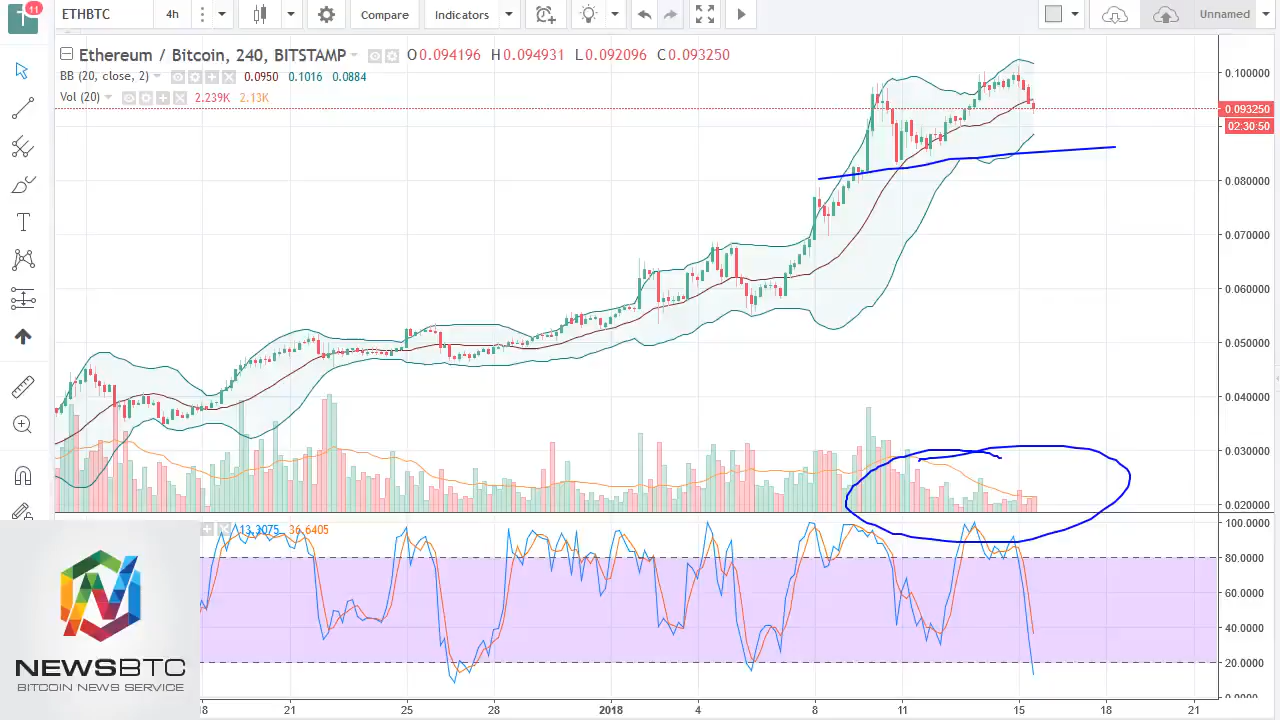 11
ETHBTC 4h Compare Indicators Unnamed
Ethereum / Bitcoin, 240, BITSTAMP O0.094196 H0.094931 L0.092096 C0.093250
BB (20, close, 2) 0.0950 0.1016 0.0884
Vol (20) 2.239K 2.13K
0.100000
0.093250
02:30:50
0.080000
0.070000
0.060000
0.050000
0.040000
0.030000
0.020000
13.3075 36.6405
100.0000
80.0000
60.0000
40.0000
20.0000
0.0000
NEWSBTC
BITCOIN NEWS SERVICE
18 21 25 28 2018 4 8 11 15 18 21